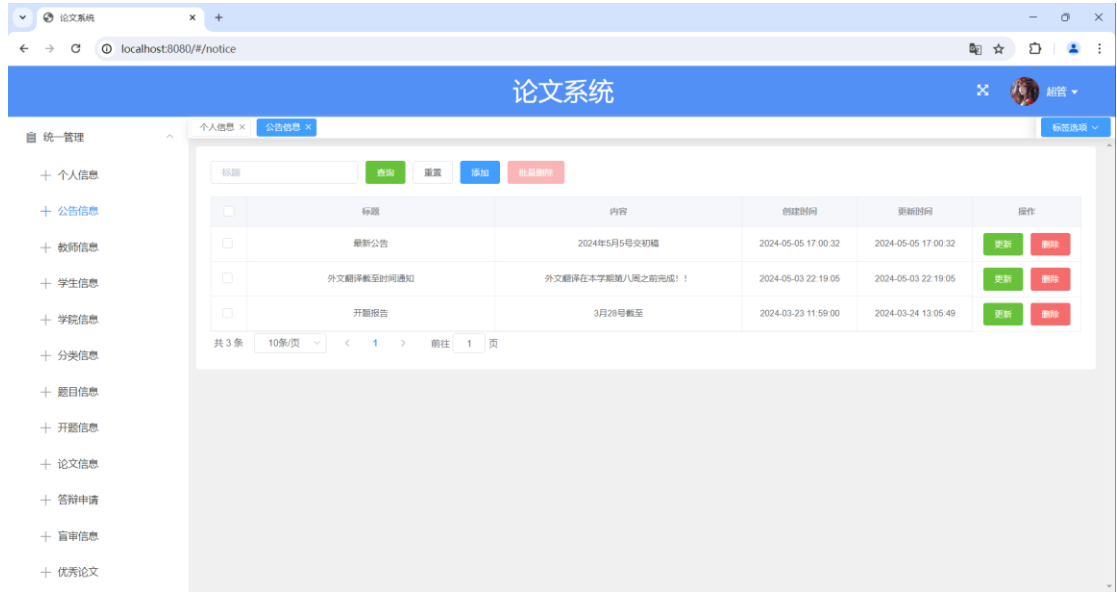 论文系统
localhost:8080/#/notice
论文系统
超管
统一管理
个人信息
公告信息
教师信息
学生信息
学院信息
分类信息
题目信息
开题信息
论文信息
答辩申请
盲审信息
优秀论文
个人信息 × 公告信息 × 标签选项
标题 查询 重置 添加 批量删除
标题 内容 创建时间 更新时间 操作
最新公告 2024年5月5号交初稿 2024-05-05 17:00:32 2024-05-05 17:00:32 更新 删除
外文翻译截至时间通知 外文翻译在本学期第八周之前完成！！ 2024-05-03 22:19:05 2024-05-03 22:19:05 更新 删除
开题报告 3月28号截至 2024-03-23 11:59:00 2024-03-24 13:05:49 更新 删除
共 3 条 10条/页 1 前往 1 页